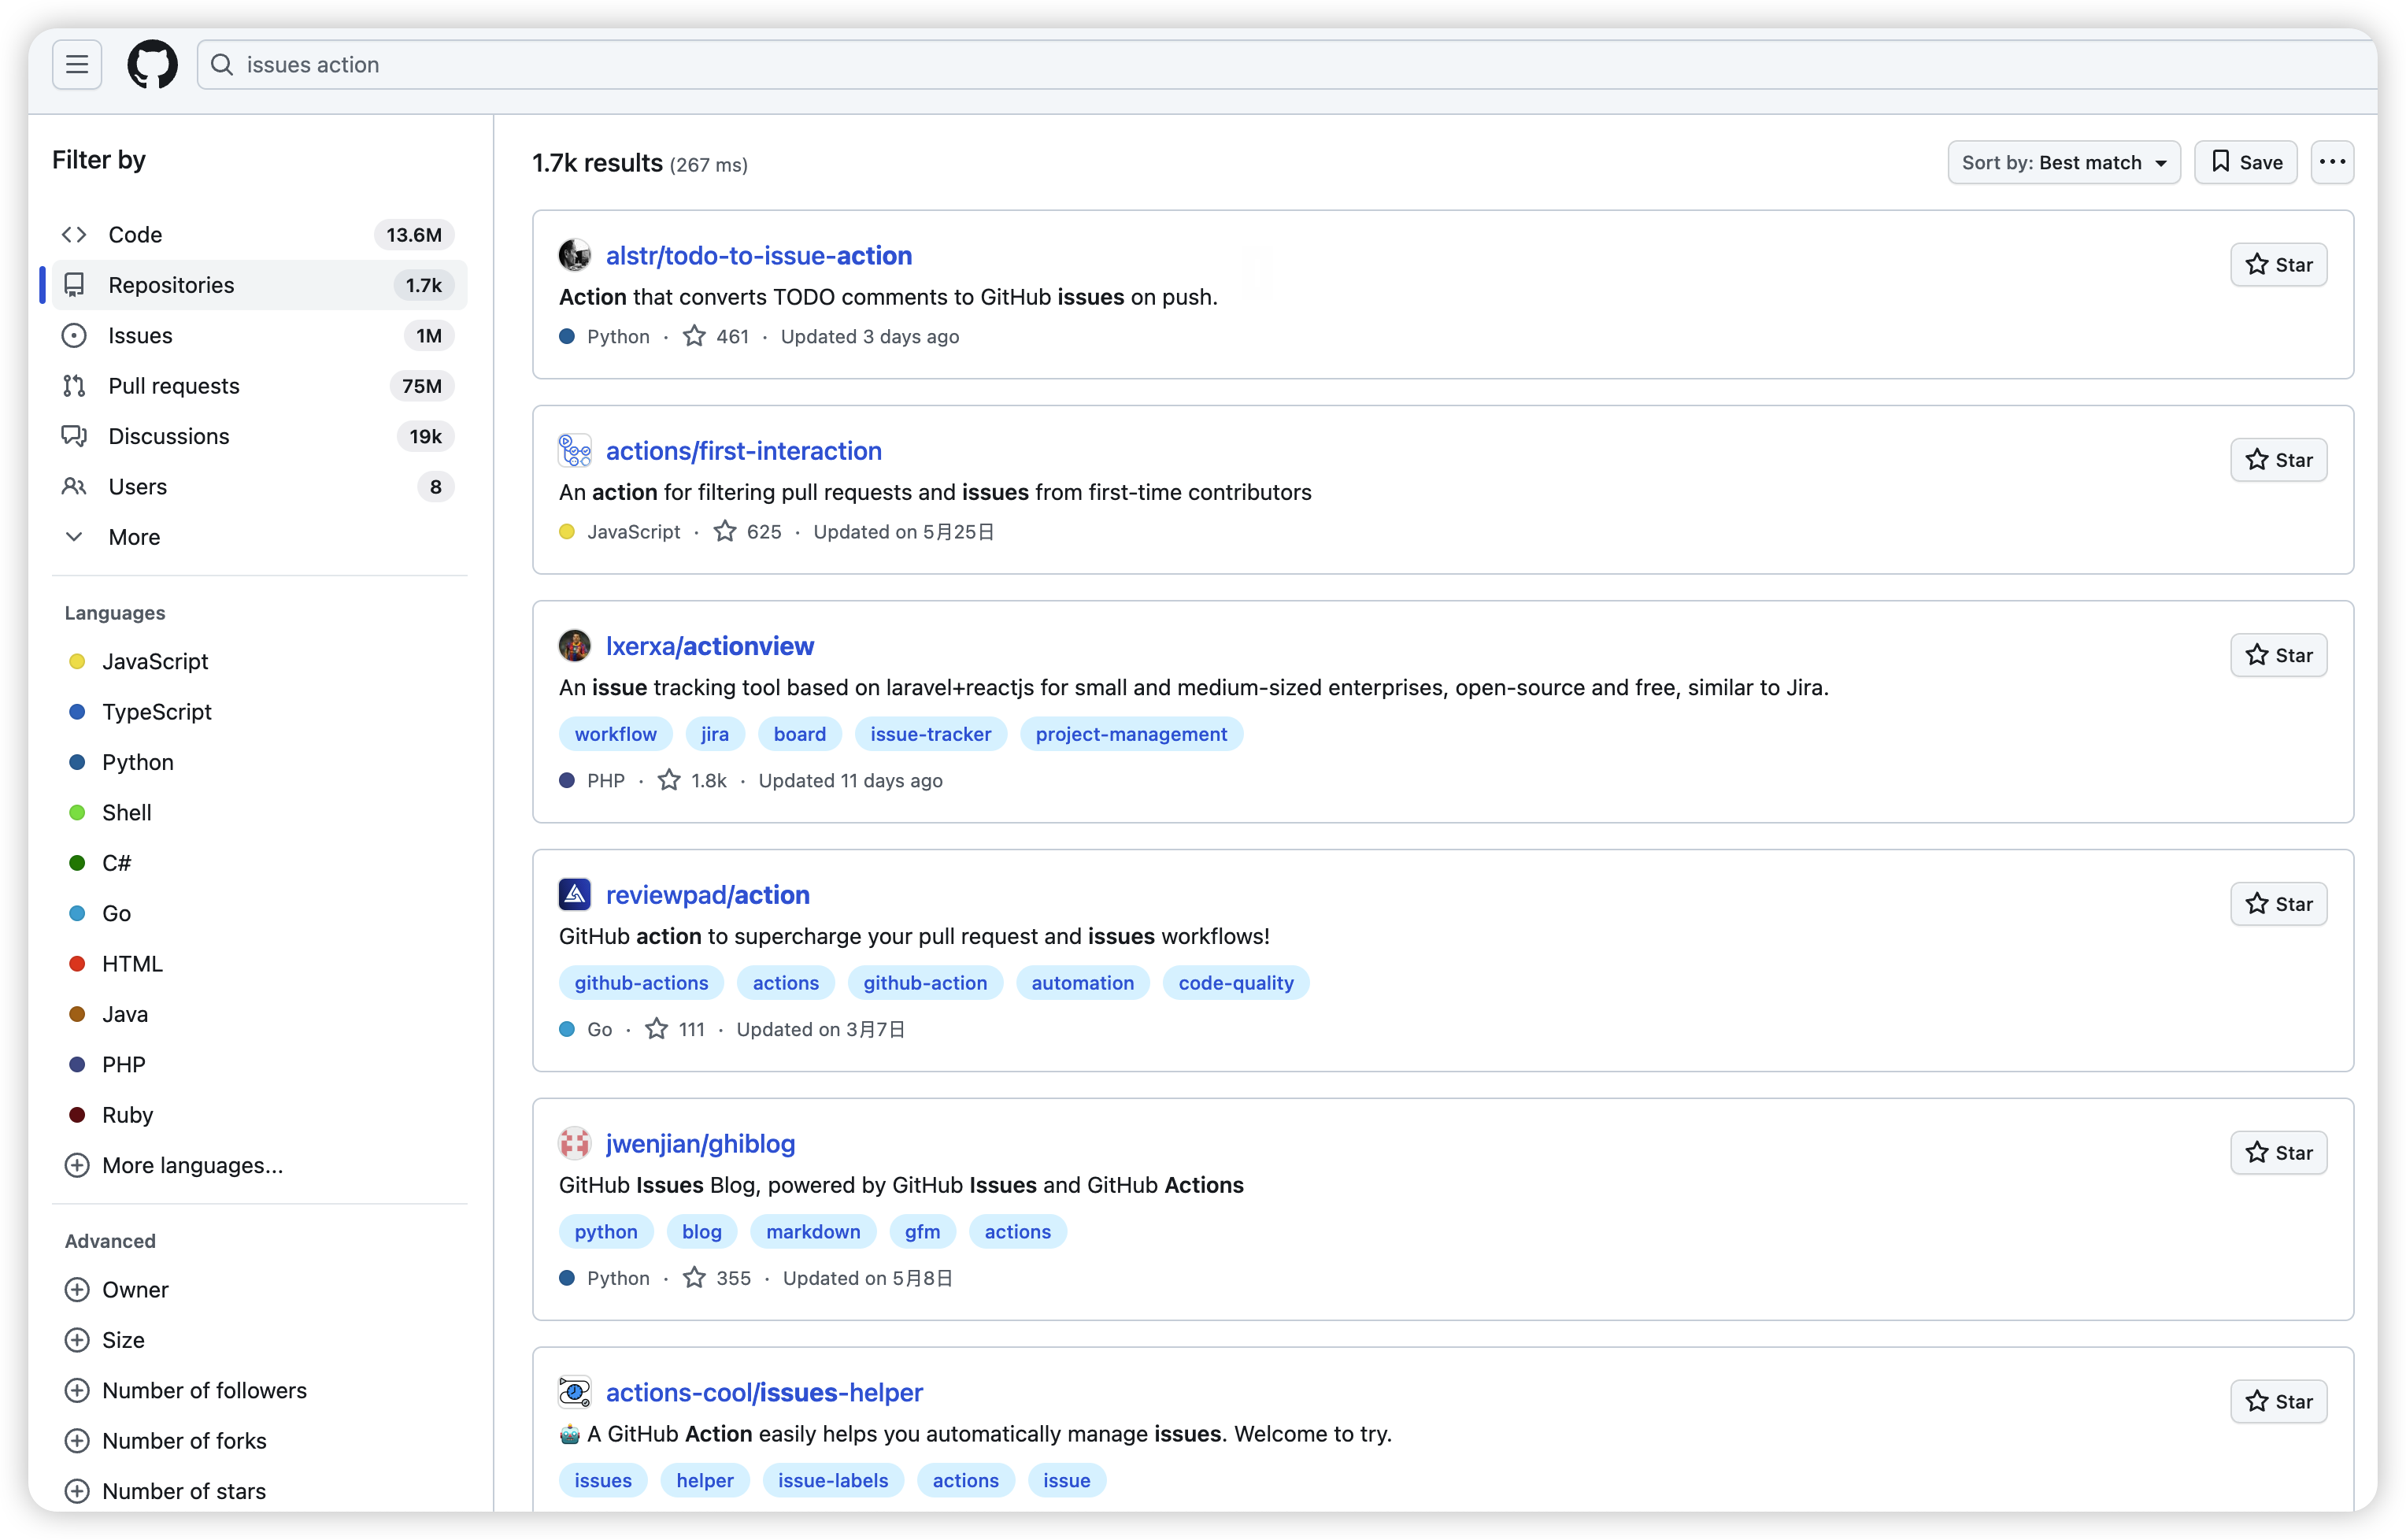 issues action
Filter by
Code 13.6M
Repositories 1.7k
Issues 1M
Pull requests 75M
Discussions 19k
Users 8
More
Languages
JavaScript
TypeScript
Python
Shell
C#
Go
HTML
Java
PHP
Ruby
More languages...
Advanced
Owner
Size
Number of followers
Number of forks
Number of stars
1.7k results (267 ms)
Sort by: Best match
Save
alstr/todo-to-issue-action
Star
Action that converts TODO comments to GitHub issues on push.
Python · 461 · Updated 3 days ago
actions/first-interaction
Star
An action for filtering pull requests and issues from first-time contributors
JavaScript · 625 · Updated on 5月25日
lxerxa/actionview
Star
An issue tracking tool based on laravel+reactjs for small and medium-sized enterprises, open-source and free, similar to Jira.
workflow jira board issue-tracker project-management
PHP · 1.8k · Updated 11 days ago
reviewpad/action
Star
GitHub action to supercharge your pull request and issues workflows!
github-actions actions github-action automation code-quality
Go · 111 · Updated on 3月7日
jwenjian/ghiblog
Star
GitHub Issues Blog, powered by GitHub Issues and GitHub Actions
python blog markdown gfm actions
Python · 355 · Updated on 5月8日
actions-cool/issues-helper
Star
🤖 A GitHub Action easily helps you automatically manage issues. Welcome to try.
issues helper issue-labels actions issue